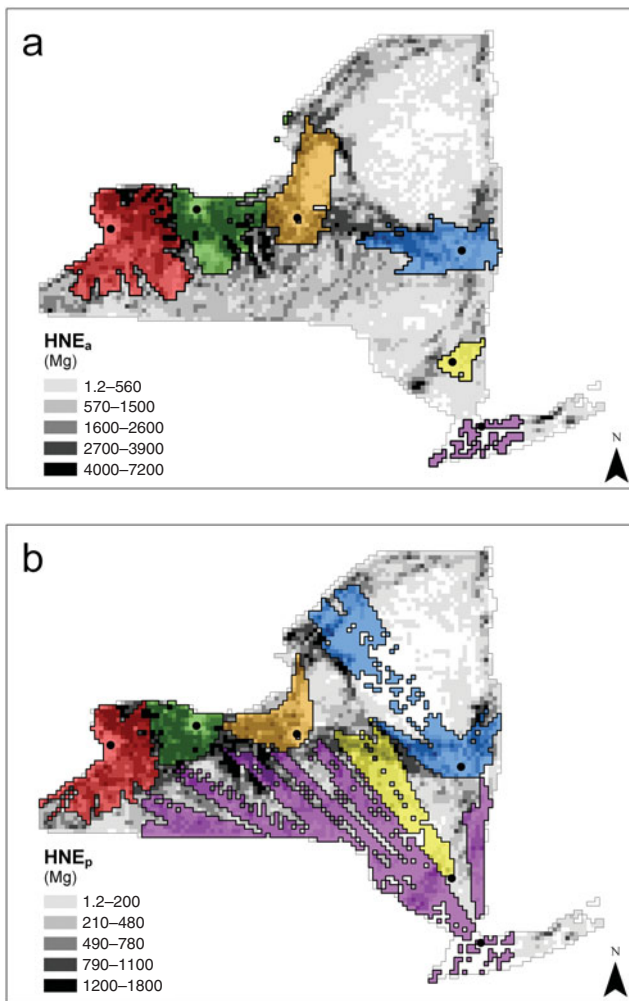 a
HNEₐ
(Mg)
1.2–560
570–1500
1600–2600
2700–3900
4000–7200
N
b
HNEₚ
(Mg)
1.2–200
210–480
490–780
790–1100
1200–1800
N